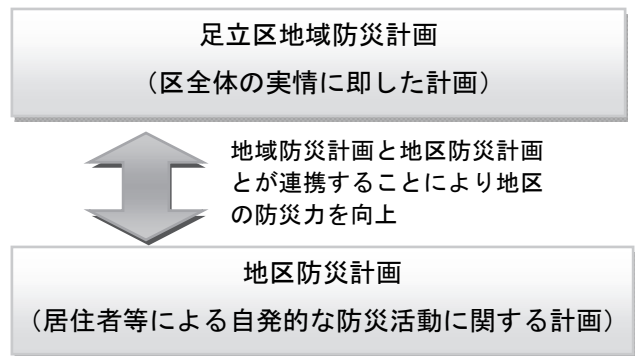 足立区地域防災計画
（区全体の実情に即した計画）
地域防災計画と地区防災計画
とが連携することにより地区
の防災力を向上
地区防災計画
（居住者等による自発的な防災活動に関する計画）